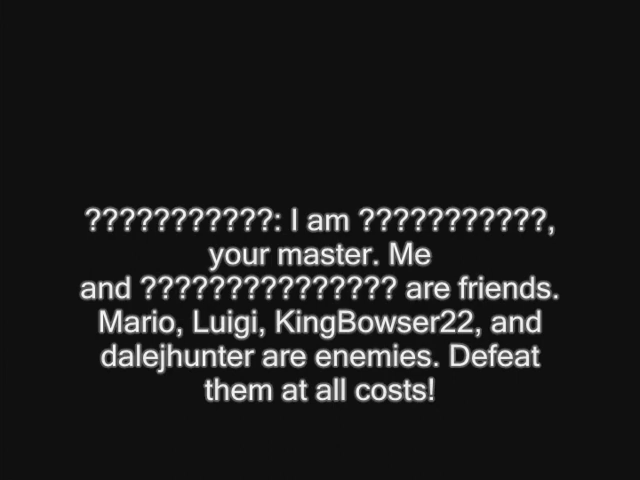 ???????????: I am ???????????,
your master. Me
and ??????????????? are friends.
Mario, Luigi, KingBowser22, and
dalejhunter are enemies. Defeat
them at all costs!